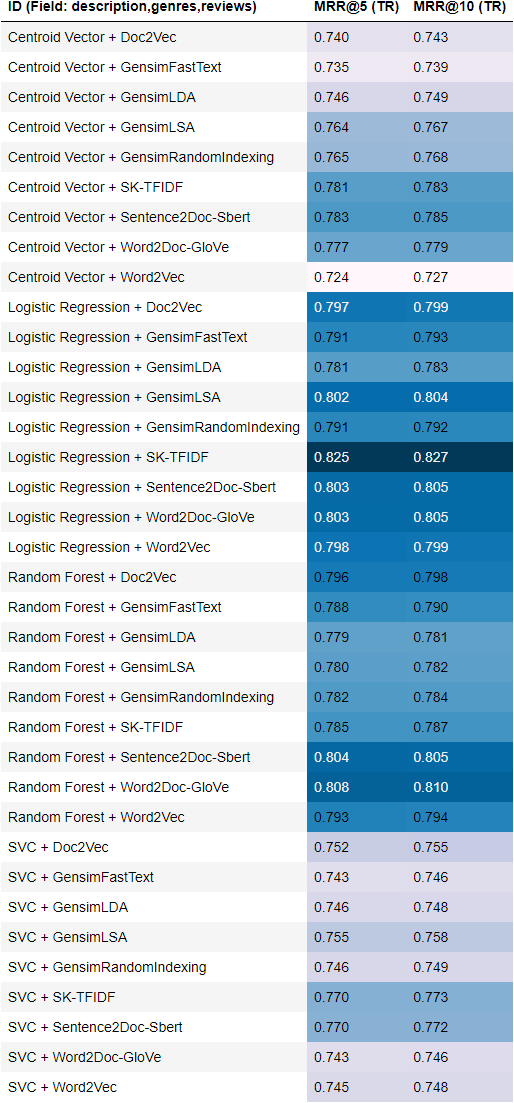 ID (Field: description,genres,reviews) MRR@5 (TR) MRR@10 (TR)
Centroid Vector + Doc2Vec 0.740 0.743
Centroid Vector + GensimFastText 0.735 0.739
Centroid Vector + GensimLDA 0.746 0.749
Centroid Vector + GensimLSA 0.764 0.767
Centroid Vector + GensimRandomIndexing 0.765 0.768
Centroid Vector + SK-TFIDF 0.781 0.783
Centroid Vector + Sentence2Doc-Sbert 0.783 0.785
Centroid Vector + Word2Doc-GloVe 0.777 0.779
Centroid Vector + Word2Vec 0.724 0.727
Logistic Regression + Doc2Vec 0.797 0.799
Logistic Regression + GensimFastText 0.791 0.793
Logistic Regression + GensimLDA 0.781 0.783
Logistic Regression + GensimLSA 0.802 0.804
Logistic Regression + GensimRandomIndexing 0.791 0.792
Logistic Regression + SK-TFIDF 0.825 0.827
Logistic Regression + Sentence2Doc-Sbert 0.803 0.805
Logistic Regression + Word2Doc-GloVe 0.803 0.805
Logistic Regression + Word2Vec 0.798 0.799
Random Forest + Doc2Vec 0.796 0.798
Random Forest + GensimFastText 0.788 0.790
Random Forest + GensimLDA 0.779 0.781
Random Forest + GensimLSA 0.780 0.782
Random Forest + GensimRandomIndexing 0.782 0.784
Random Forest + SK-TFIDF 0.785 0.787
Random Forest + Sentence2Doc-Sbert 0.804 0.805
Random Forest + Word2Doc-GloVe 0.808 0.810
Random Forest + Word2Vec 0.793 0.794
SVC + Doc2Vec 0.752 0.755
SVC + GensimFastText 0.743 0.746
SVC + GensimLDA 0.746 0.748
SVC + GensimLSA 0.755 0.758
SVC + GensimRandomIndexing 0.746 0.749
SVC + SK-TFIDF 0.770 0.773
SVC + Sentence2Doc-Sbert 0.770 0.772
SVC + Word2Doc-GloVe 0.743 0.746
SVC + Word2Vec 0.745 0.748